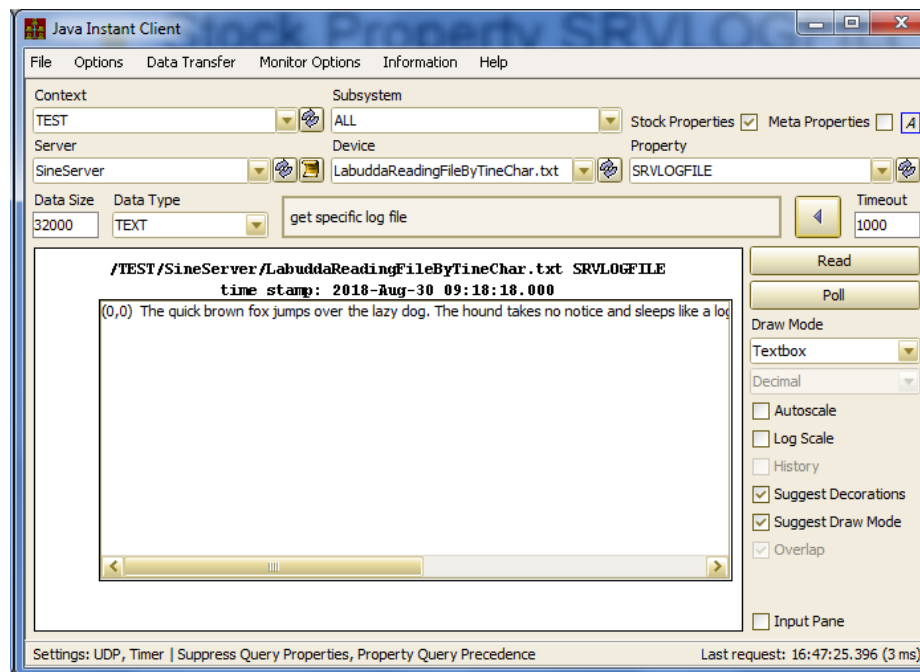 Stock Property SRVLOGFILE
Java Instant Client
File Options Data Transfer Monitor Options Information Help
Context Subsystem
TEST ALL Stock Properties Meta Properties A
Server Device Property
SineServer LabuddaReadingFileByTineChar.txt SRVLOGFILE
Data Size Data Type Timeout
32000 TEXT get specific log file 1000
/TEST/SineServer/LabuddaReadingFileByTineChar.txt SRVLOGFILE
time stamp: 2018-Aug-30 09:18:18.000
(0,0) The quick brown fox jumps over the lazy dog. The hound takes no notice and sleeps like a log
Read
Poll
Draw Mode
Textbox
Decimal
Autoscale
Log Scale
History
Suggest Decorations
Suggest Draw Mode
Overlap
Input Pane
Settings: UDP, Timer | Suppress Query Properties, Property Query Precedence Last request: 16:47:25.396 (3 ms)